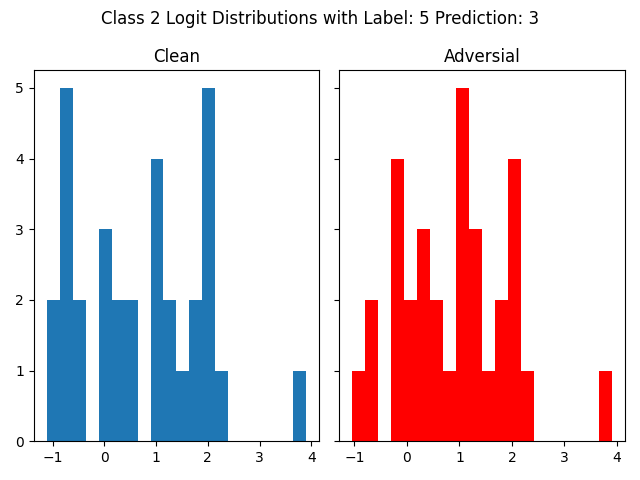 Class 2 Logit Distributions with Label: 5 Prediction: 3
Clean
Adversial
5
4
3
2
1
0
−1 0 1 2 3 4
−1 0 1 2 3 4